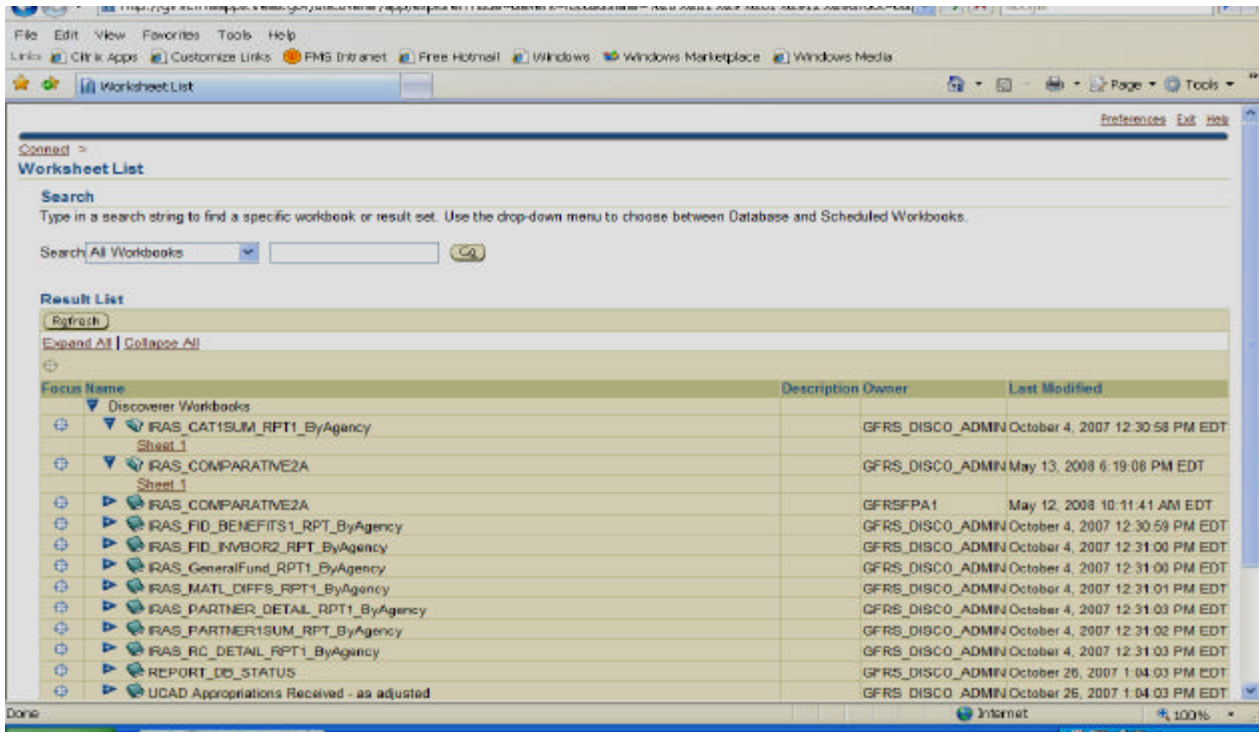 File Edit View Favorites Tools Help
Links Citrix Apps Customize Links FMS Intranet Free Hotmail Windows Windows Marketplace Windows Media
Worksheet List
Page Tools
Preferences Exit Help
Connect >
Worksheet List
Search
Type in a search string to find a specific workbook or result set. Use the drop-down menu to choose between Database and Scheduled Workbooks.
Search All Workbooks Go
Result List
Refresh
Expand All | Collapse All
Focus Name Description Owner Last Modified
Discoverer Workbooks
IRAS_CAT1SUM_RPT1_ByAgency GFRS_DISCO_ADMIN October 4, 2007 12:30:58 PM EDT
Sheet 1
IRAS_COMPARATIVE2A GFRS_DISCO_ADMIN May 13, 2008 6:19:08 PM EDT
Sheet 1
IRAS_COMPARATIVE2A GFRSFPA1 May 12, 2008 10:11:41 AM EDT
IRAS_FID_BENEFITS1_RPT_ByAgency GFRS_DISCO_ADMIN October 4, 2007 12:30:59 PM EDT
IRAS_FID_INVBOR2_RPT_ByAgency GFRS_DISCO_ADMIN October 4, 2007 12:31:00 PM EDT
IRAS_GeneralFund_RPT1_ByAgency GFRS_DISCO_ADMIN October 4, 2007 12:31:00 PM EDT
IRAS_MATL_DIFFS_RPT1_ByAgency GFRS_DISCO_ADMIN October 4, 2007 12:31:01 PM EDT
IRAS_PARTNER_DETAIL_RPT1_ByAgency GFRS_DISCO_ADMIN October 4, 2007 12:31:03 PM EDT
IRAS_PARTNER1SUM_RPT_ByAgency GFRS_DISCO_ADMIN October 4, 2007 12:31:02 PM EDT
IRAS_RC_DETAIL_RPT1_ByAgency GFRS_DISCO_ADMIN October 4, 2007 12:31:03 PM EDT
REPORT_DB_STATUS GFRS_DISCO_ADMIN October 26, 2007 1:04:03 PM EDT
UCAD Appropriations Received - as adjusted GFRS_DISCO_ADMIN October 26, 2007 1:04:03 PM EDT
Done Internet 100%